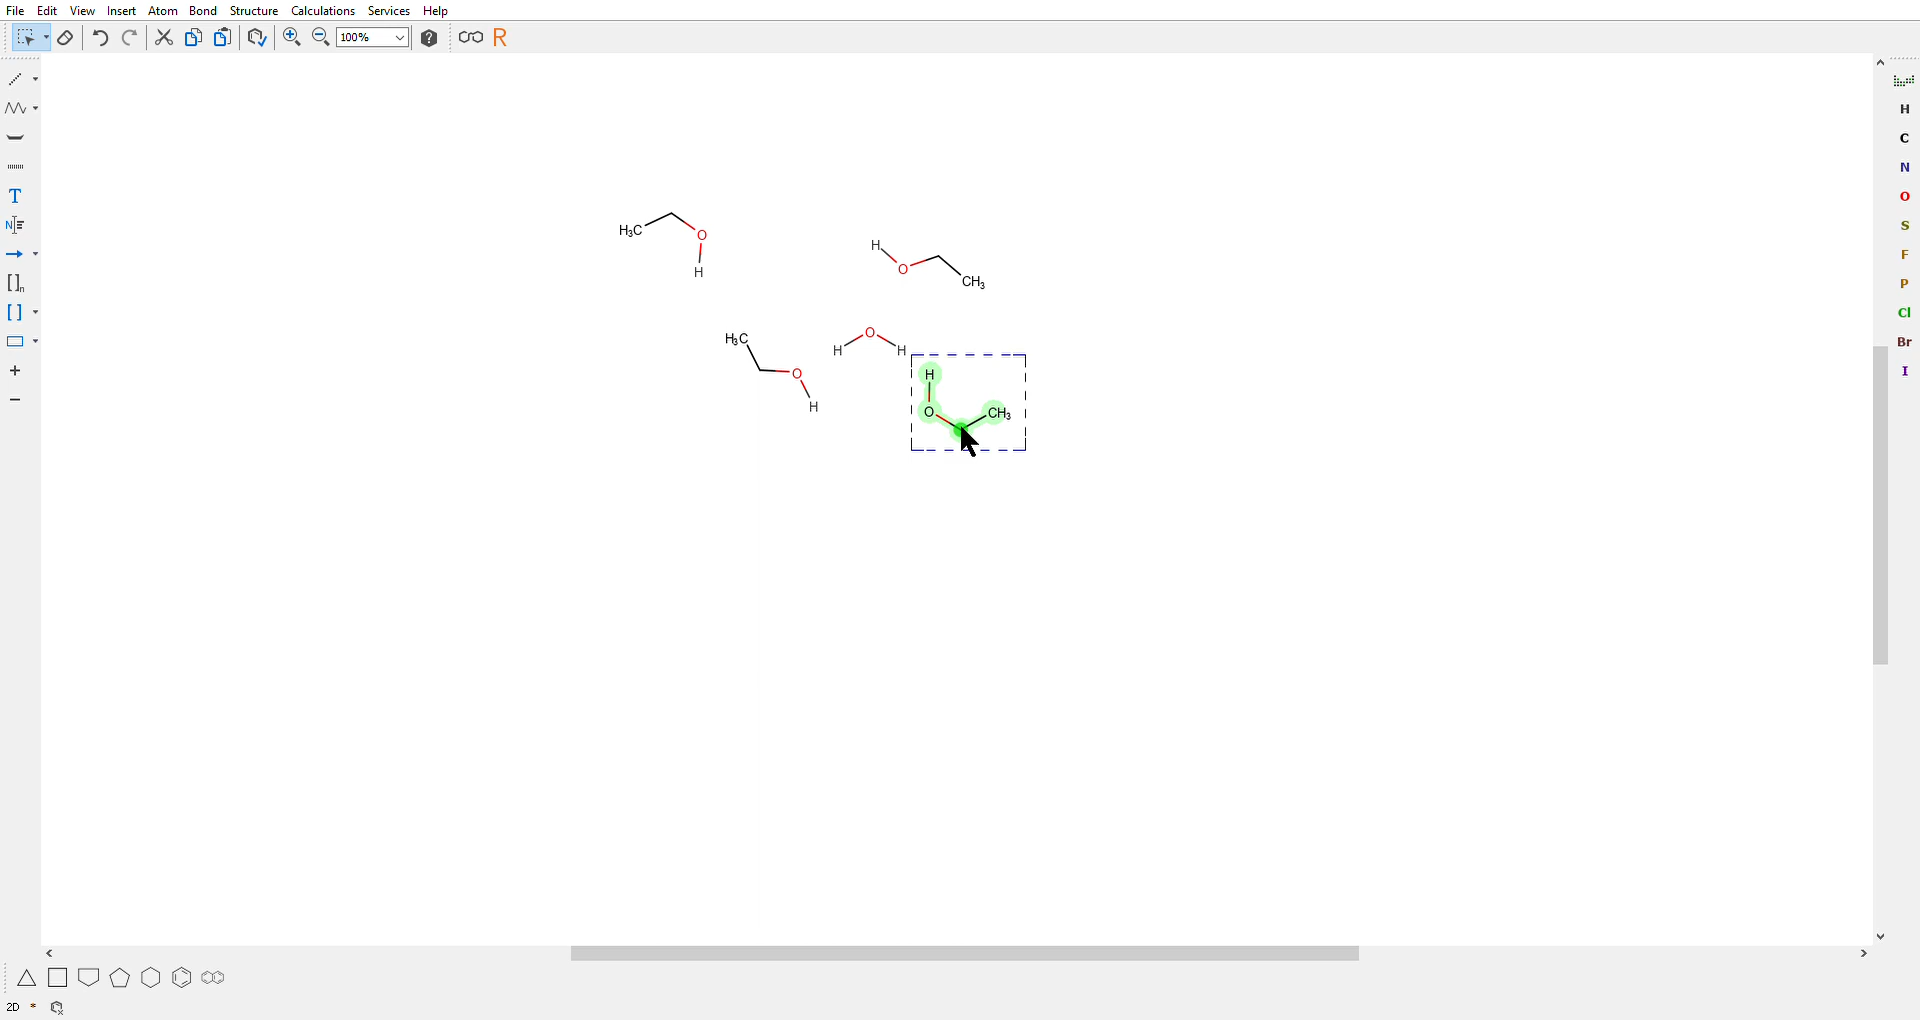 File Edit View Insert Atom Bond Structure Calculations Services Help
100% ? R
H
C
N
O
S
F
P
Cl
Br
I
T
N
[ ]n
[ ]
H₃C O H
H O CH₃
H₃C O H
H O H
H O CH₃
2D *